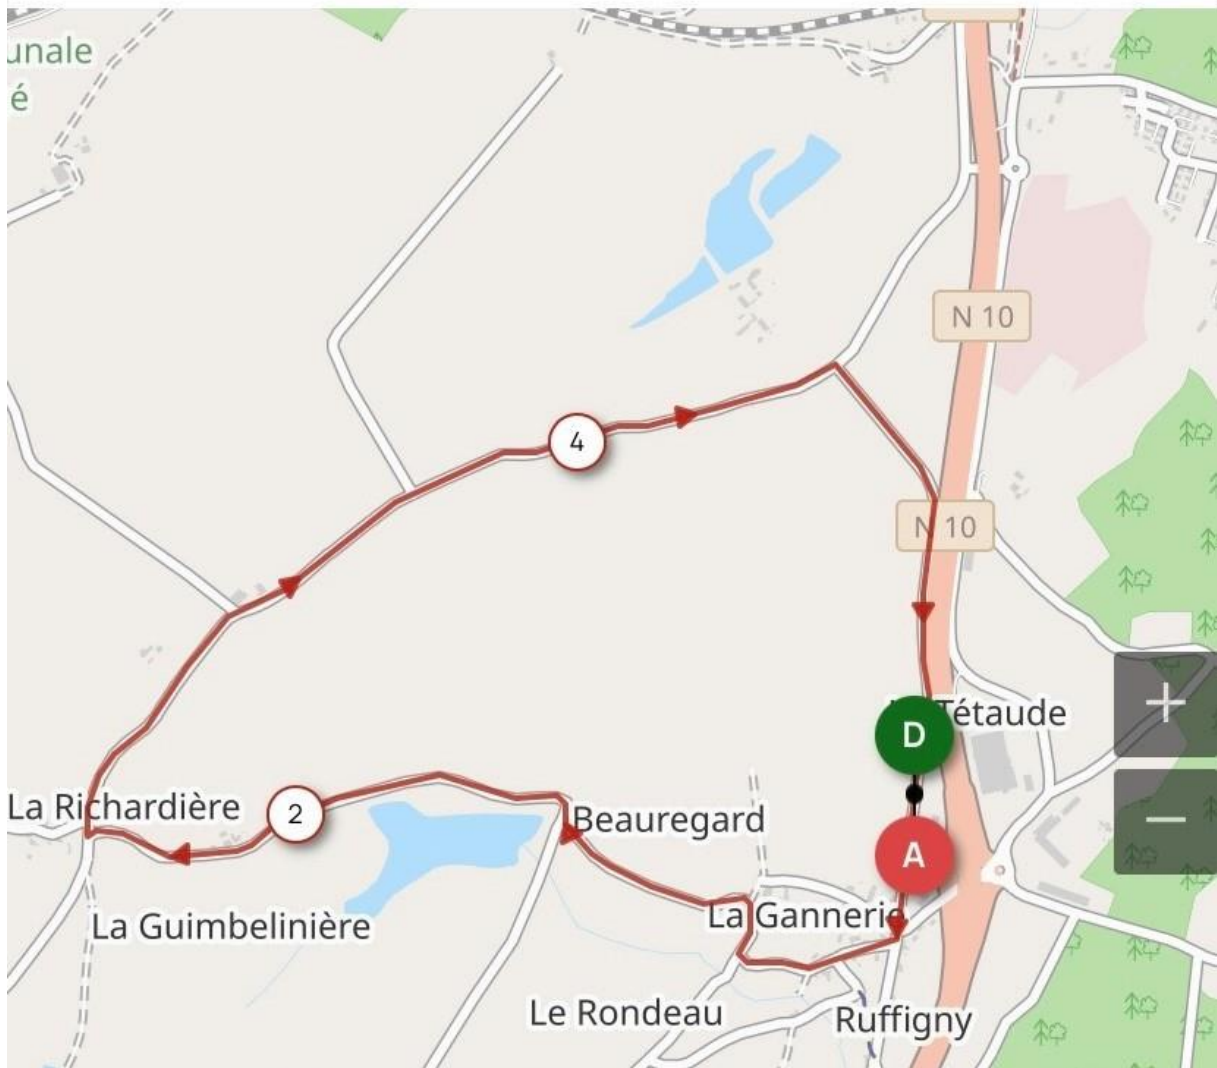 unale
é
N 10
4
N 10
D
Tétaude
La Richardière
2
Beauregard
A
La Guimbelinière
La Gannerie
Le Rondeau
Ruffigny
+
−